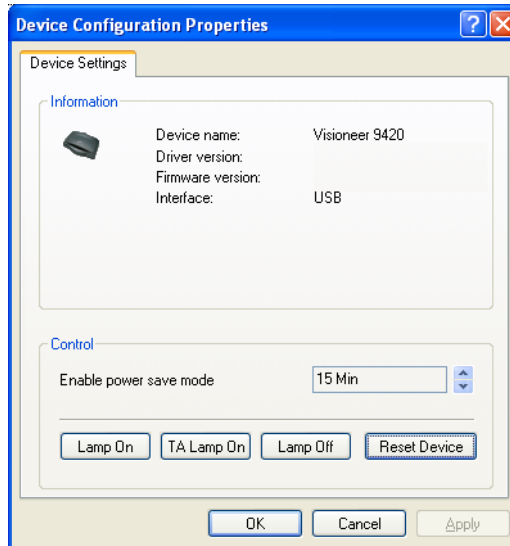 Device Configuration Properties
Device Settings
Information
Device name: Visioneer 9420
Driver version:
Firmware version:
Interface: USB
Control
Enable power save mode 15 Min
Lamp On TA Lamp On Lamp Off Reset Device
OK Cancel Apply